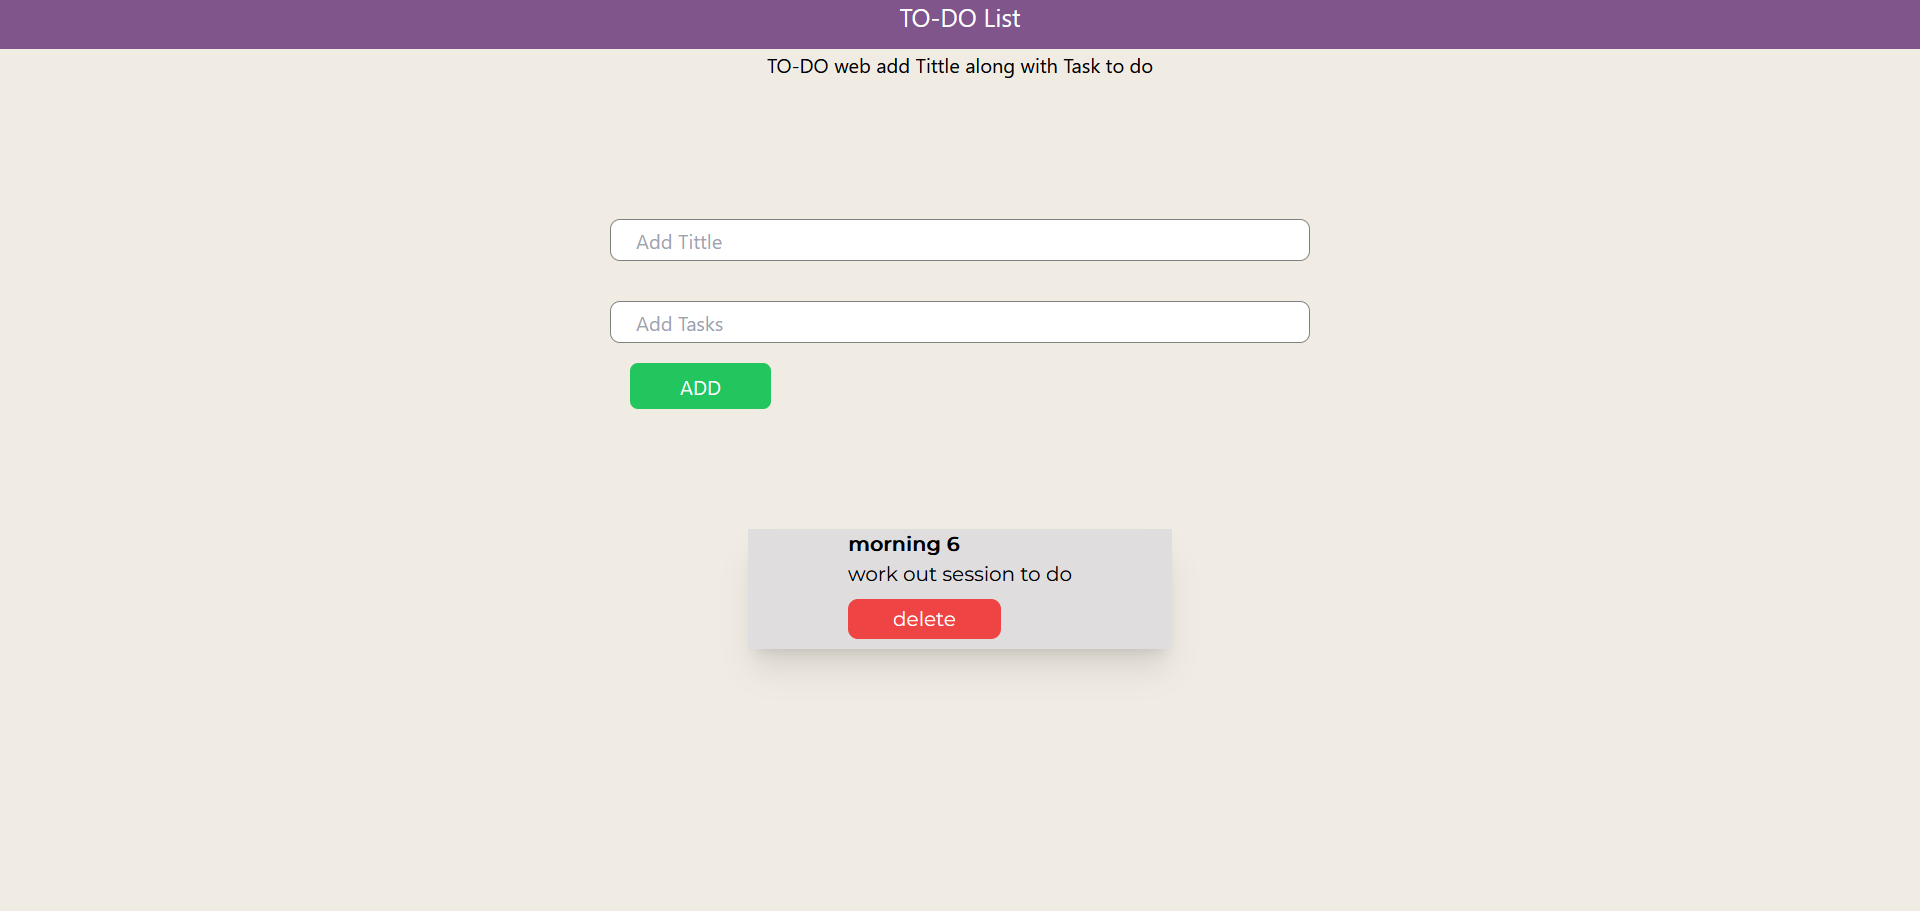 TO-DO List
TO-DO web add Tittle along with Task to do
Add Tittle
Add Tasks
ADD
morning 6
work out session to do
delete